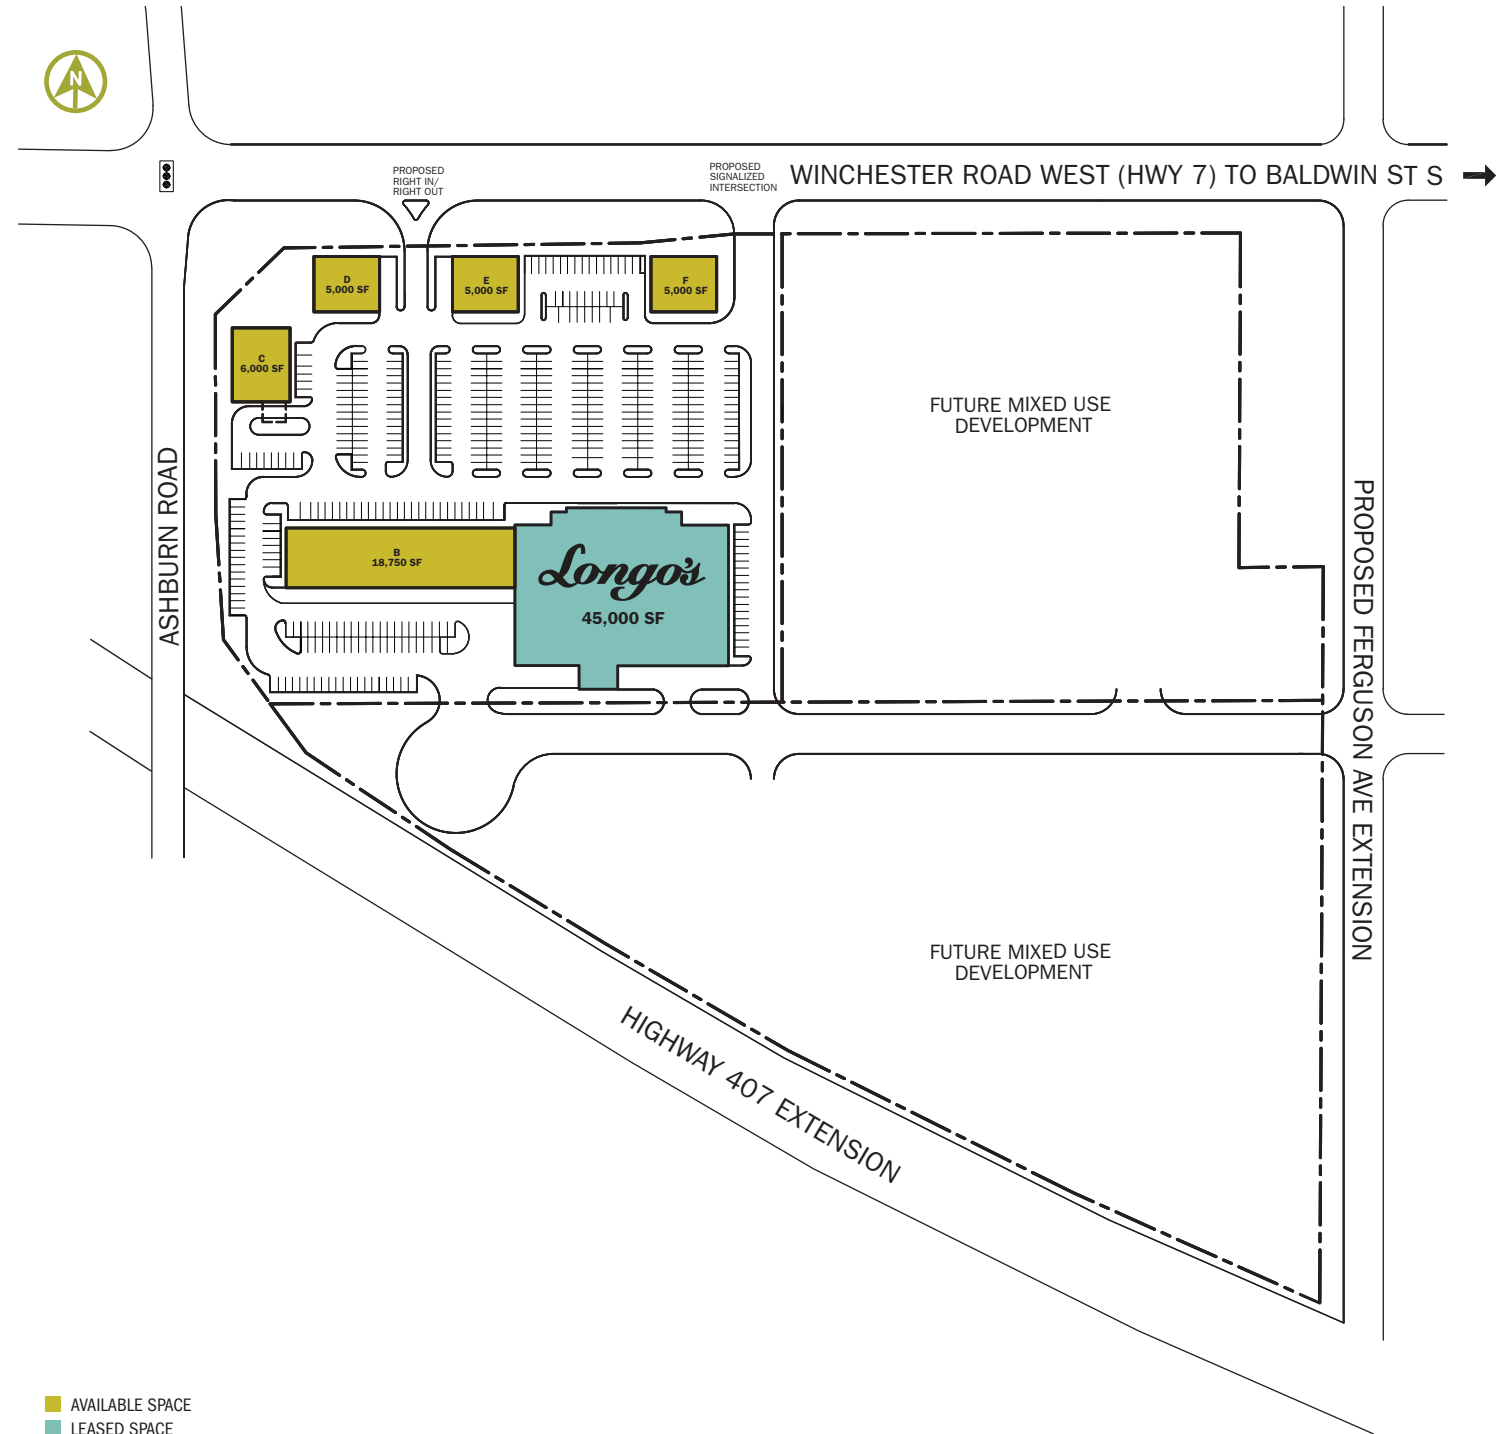 N
PROPOSED
RIGHT IN/
RIGHT OUT
PROPOSED
SIGNALIZED
INTERSECTION
WINCHESTER ROAD WEST (HWY 7) TO BALDWIN ST S
D
5,000 SF
E
5,000 SF
F
5,000 SF
C
6,000 SF
FUTURE MIXED USE
DEVELOPMENT
ASHBURN ROAD
B
18,750 SF
Longo's
45,000 SF
PROPOSED FERGUSON AVE EXTENSION
FUTURE MIXED USE
DEVELOPMENT
HIGHWAY 407 EXTENSION
AVAILABLE SPACE
LEASED SPACE